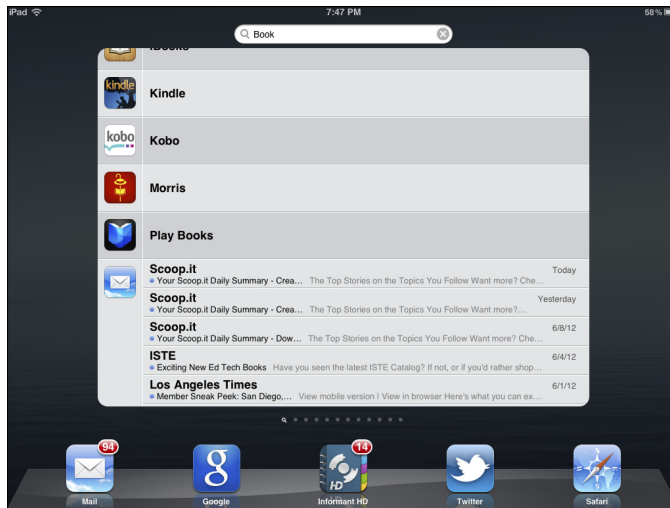 iPad 7:47 PM 58%
Book
iBooks
kindle Kindle
kobo Kobo
Morris
Play Books
Scoop.it Today
Your Scoop.it Daily Summary - Crea... The Top Stories on the Topics You Follow Want more? Che...
Scoop.it Yesterday
Your Scoop.it Daily Summary - Crea... The Top Stories on the Topics You Follow Want more?...
Scoop.it 6/8/12
Your Scoop.it Daily Summary - Dow... The Top Stories on the Topics You Follow Want more? Che...
ISTE 6/4/12
Exciting New Ed Tech Books Have you seen the latest ISTE Catalog? If not, or if you'd rather shop...
Los Angeles Times 6/1/12
Member Sneak Peek: San Diego,... View mobile version | View in browser Here's what you can ex...
94 14
g HD
Mail Google Informant HD Twitter Safari